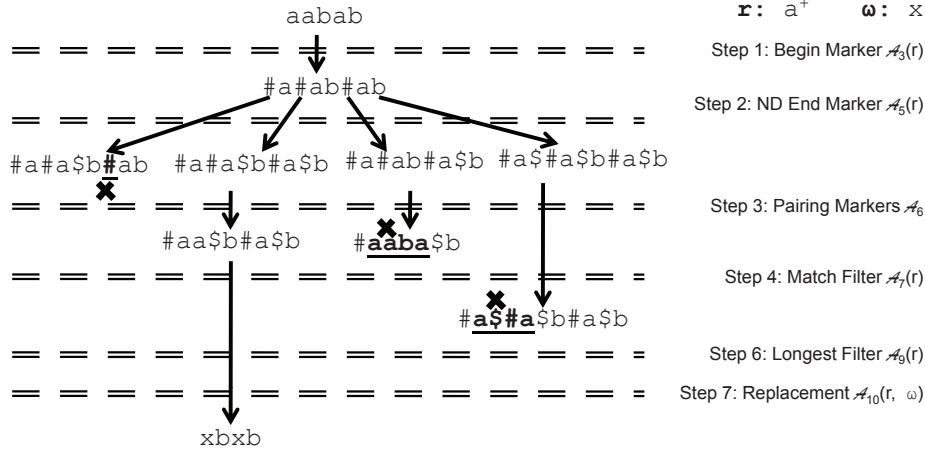 aabab
r: a+ ω: x
Step 1: Begin Marker 𝒜3(r)
#a#ab#ab
Step 2: ND End Marker 𝒜5(r)
#a#a$b#ab #a#a$b#a$b #a#ab#a$b #a$#a$b#a$b
Step 3: Pairing Markers 𝒜6
#aa$b#a$b #aaba$b
Step 4: Match Filter 𝒜7(r)
#a$#a$b#a$b
Step 6: Longest Filter 𝒜9(r)
Step 7: Replacement 𝒜10(r, ω)
xbxb